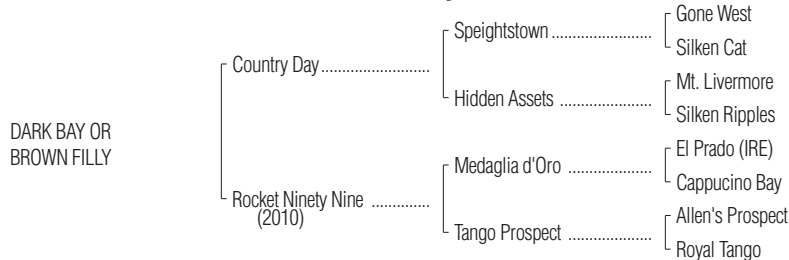 Gone West
Speightstown ........................
Silken Cat
Country Day..........................
Mt. Livermore
Hidden Assets ......................
Silken Ripples
DARK BAY OR
BROWN FILLY
El Prado (IRE)
Medaglia d'Oro ....................
Cappucino Bay
Rocket Ninety Nine ..............
(2010)
Allen's Prospect
Tango Prospect ....................
Royal Tango